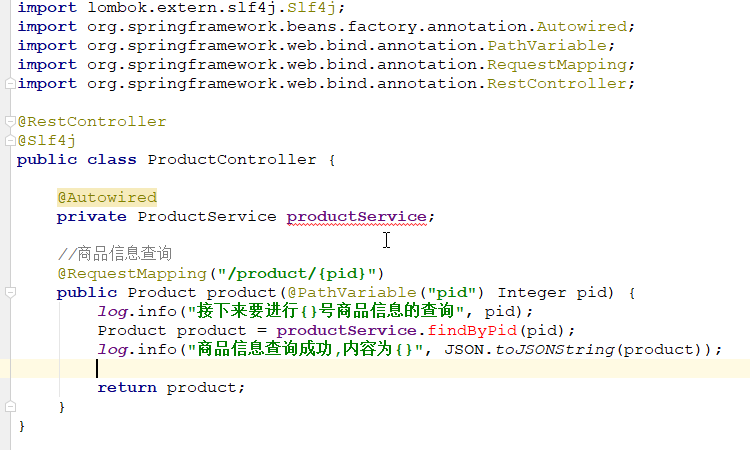 import lombok.extern.slf4j.Slf4j;
import org.springframework.beans.factory.annotation.Autowired;
import org.springframework.web.bind.annotation.PathVariable;
import org.springframework.web.bind.annotation.RequestMapping;
import org.springframework.web.bind.annotation.RestController;
@RestController
@Slf4j
public class ProductController {
@Autowired
private ProductService productService;
//商品信息查询
@RequestMapping("/product/{pid}")
public Product product(@PathVariable("pid") Integer pid) {
log.info("接下来要进行{}号商品信息的查询", pid);
Product product = productService.findByPid(pid);
log.info("商品信息查询成功,内容为{}", JSON.toJSONString(product));
return product;
}
}